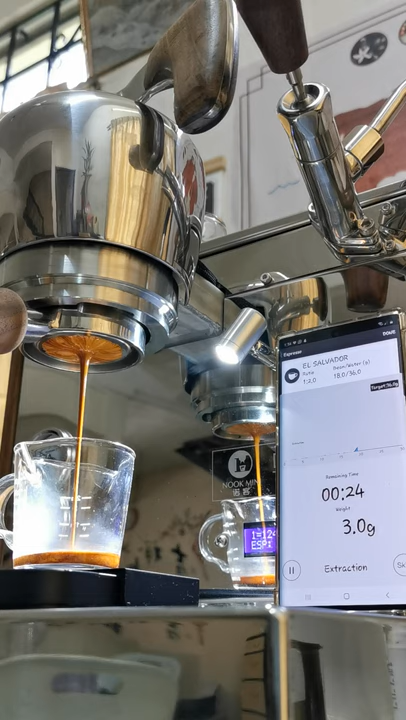 Espresso
DONE
EL SALVADOR
Ratio
Bean/Water (g)
1:2.0
18.0/36.0
Target:36.0g
Remaining Time
00:24
Weight
3.0g
Extraction
NOOK MINI